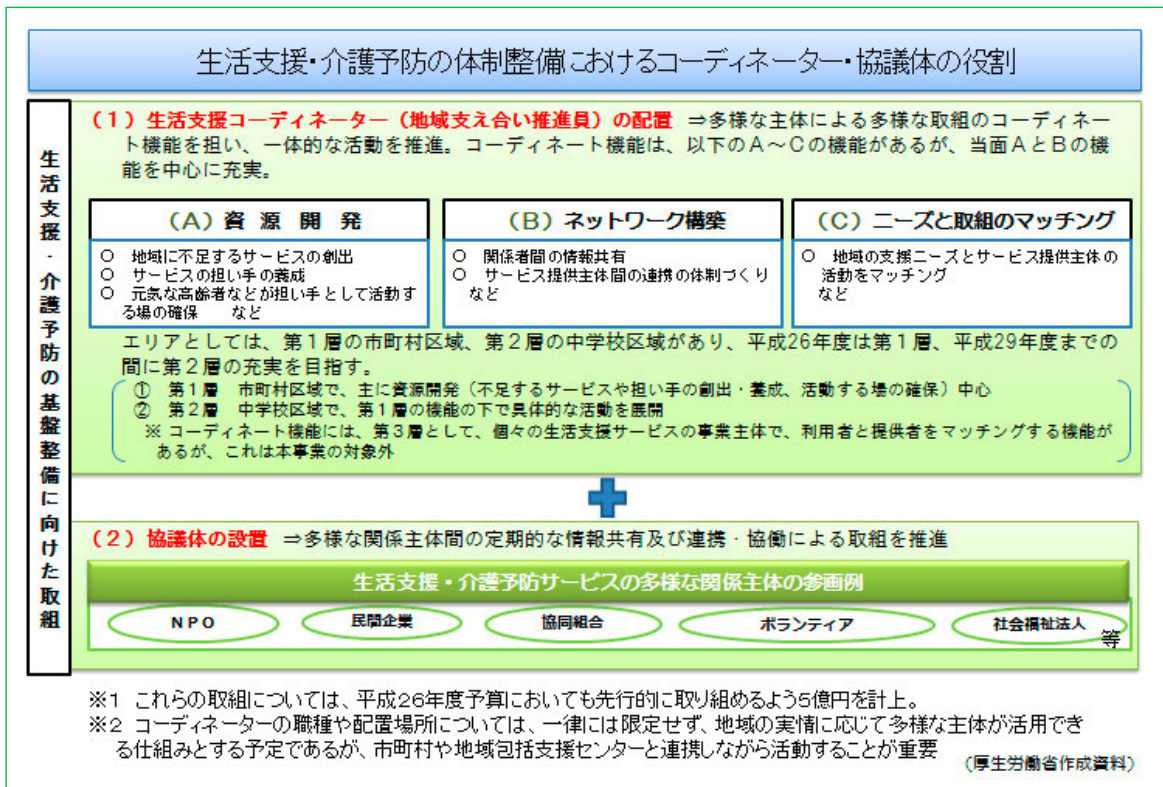 生活支援・介護予防の体制整備におけるコーディネーター・協議体の役割
生活支援・介護予防の基盤整備に向けた取組
(1)生活支援コーディネーター(地域支え合い推進員)の配置 ⇒多様な主体による多様な取組のコーディネー
ト機能を担い、一体的な活動を推進。コーディネート機能は、以下のA～Cの機能があるが、当面AとBの機
能を中心に充実。
(A)資源開発
○ 地域に不足するサービスの創出
○ サービスの担い手の養成
○ 元気な高齢者などが担い手として活動す
る場の確保 など
(B)ネットワーク構築
○ 関係者間の情報共有
○ サービス提供主体間の連携の体制づくり
など
(C)ニーズと取組のマッチング
○ 地域の支援ニーズとサービス提供主体の
活動をマッチング
など
エリアとしては、第1層の市町村区域、第2層の中学校区域があり、平成26年度は第1層、平成29年度までの
間に第2層の充実を目指す。
① 第1層 市町村区域で、主に資源開発(不足するサービスや担い手の創出・養成、活動する場の確保)中心
② 第2層 中学校区域で、第1層の機能の下で具体的な活動を展開
※ コーディネート機能には、第3層として、個々の生活支援サービスの事業主体で、利用者と提供者をマッチングする機能が
あるが、これは本事業の対象外
(2)協議体の設置 ⇒多様な関係主体間の定期的な情報共有及び連携・協働による取組を推進
生活支援・介護予防サービスの多様な関係主体の参画例
NPO
民間企業
協同組合
ボランティア
社会福祉法人
等
※1 これらの取組については、平成26年度予算においても先行的に取り組めるよう5億円を計上。
※2 コーディネーターの職種や配置場所については、一律には限定せず、地域の実情に応じて多様な主体が活用でき
る仕組みとする予定であるが、市町村や地域包括支援センターと連携しながら活動することが重要
(厚生労働省作成資料)